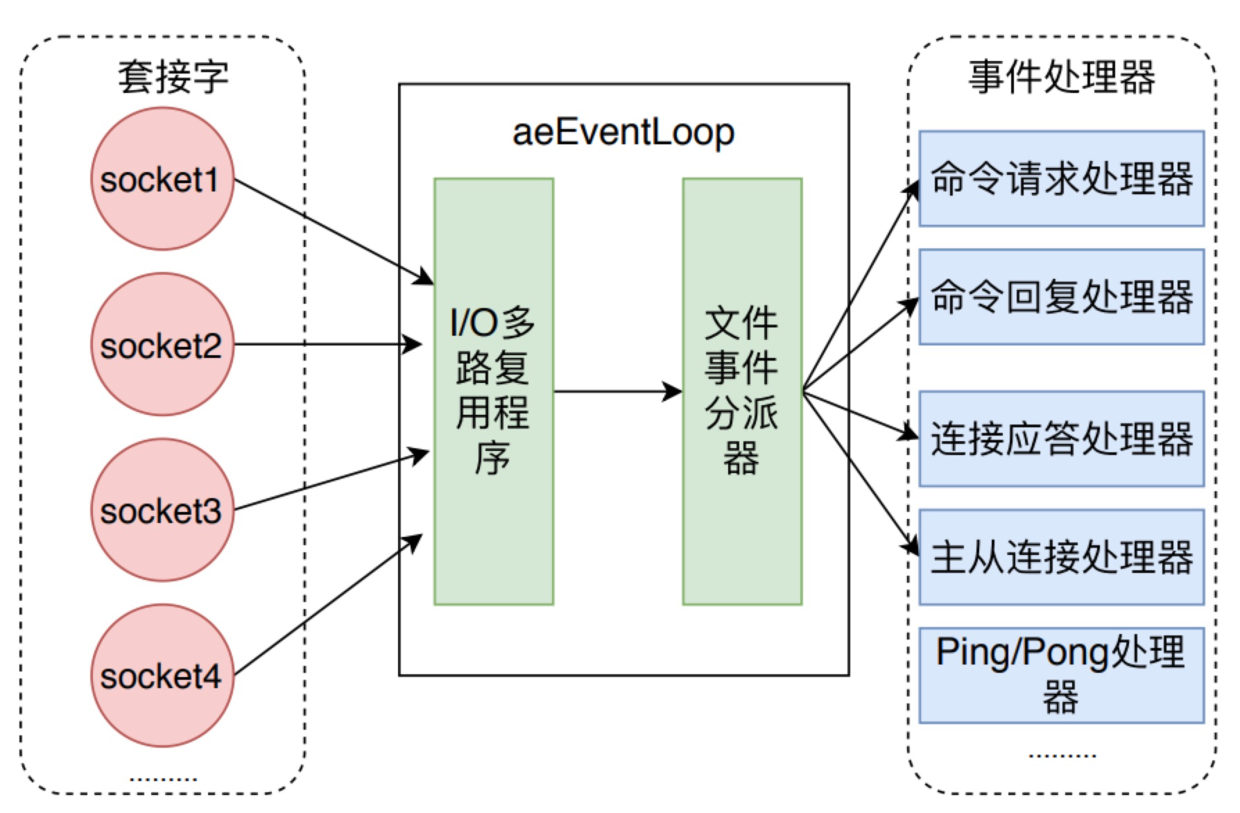 套接字
socket1
socket2
socket3
socket4
.........
aeEventLoop
I/O多
路复
用程
序
文件
事件
分派
器
事件处理器
命令请求处理器
命令回复处理器
连接应答处理器
主从连接处理器
Ping/Pong处理
器
.........